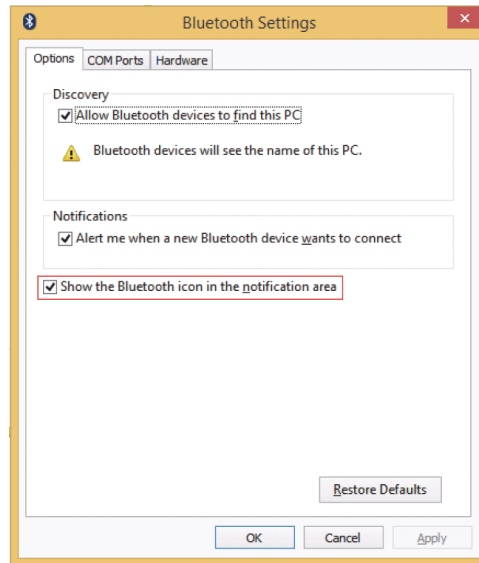 Bluetooth Settings
Options COM Ports Hardware
Discovery
Allow Bluetooth devices to find this PC
Bluetooth devices will see the name of this PC.
Notifications
Alert me when a new Bluetooth device wants to connect
Show the Bluetooth icon in the notification area
Restore Defaults
OK Cancel Apply